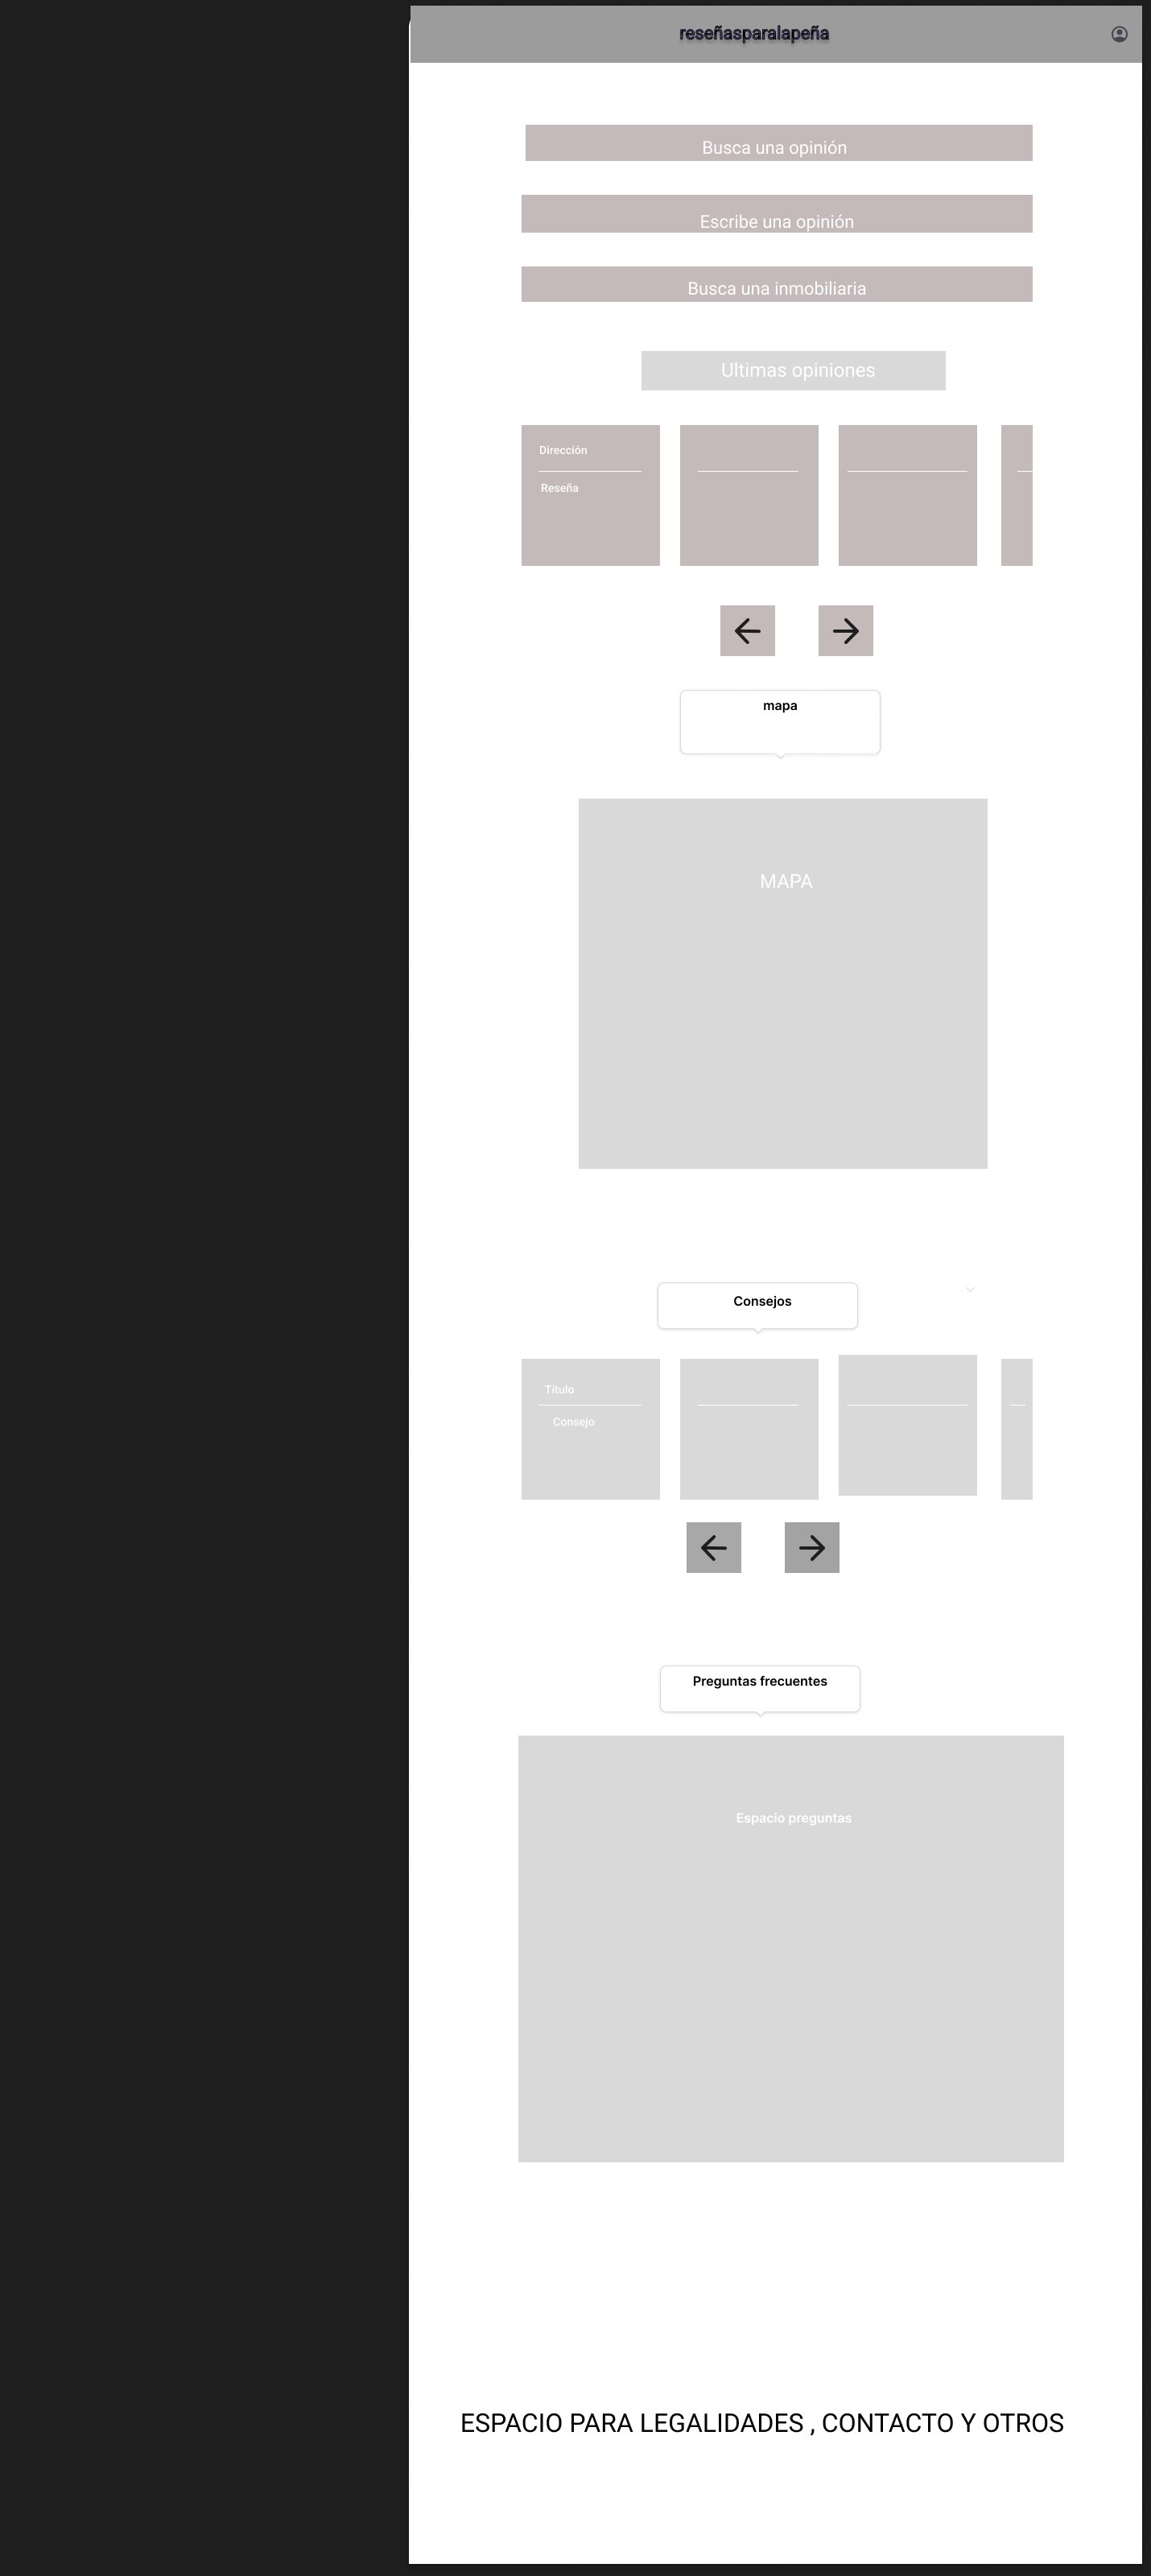 reseñasparalapeña
Busca una opinión
Escribe una opinión
Busca una inmobiliaria
Ultimas opiniones
Dirección
Reseña
mapa
MAPA
Consejos
Título
Consejo
Preguntas frecuentes
Espacio preguntas
ESPACIO PARA LEGALIDADES , CONTACTO Y OTROS